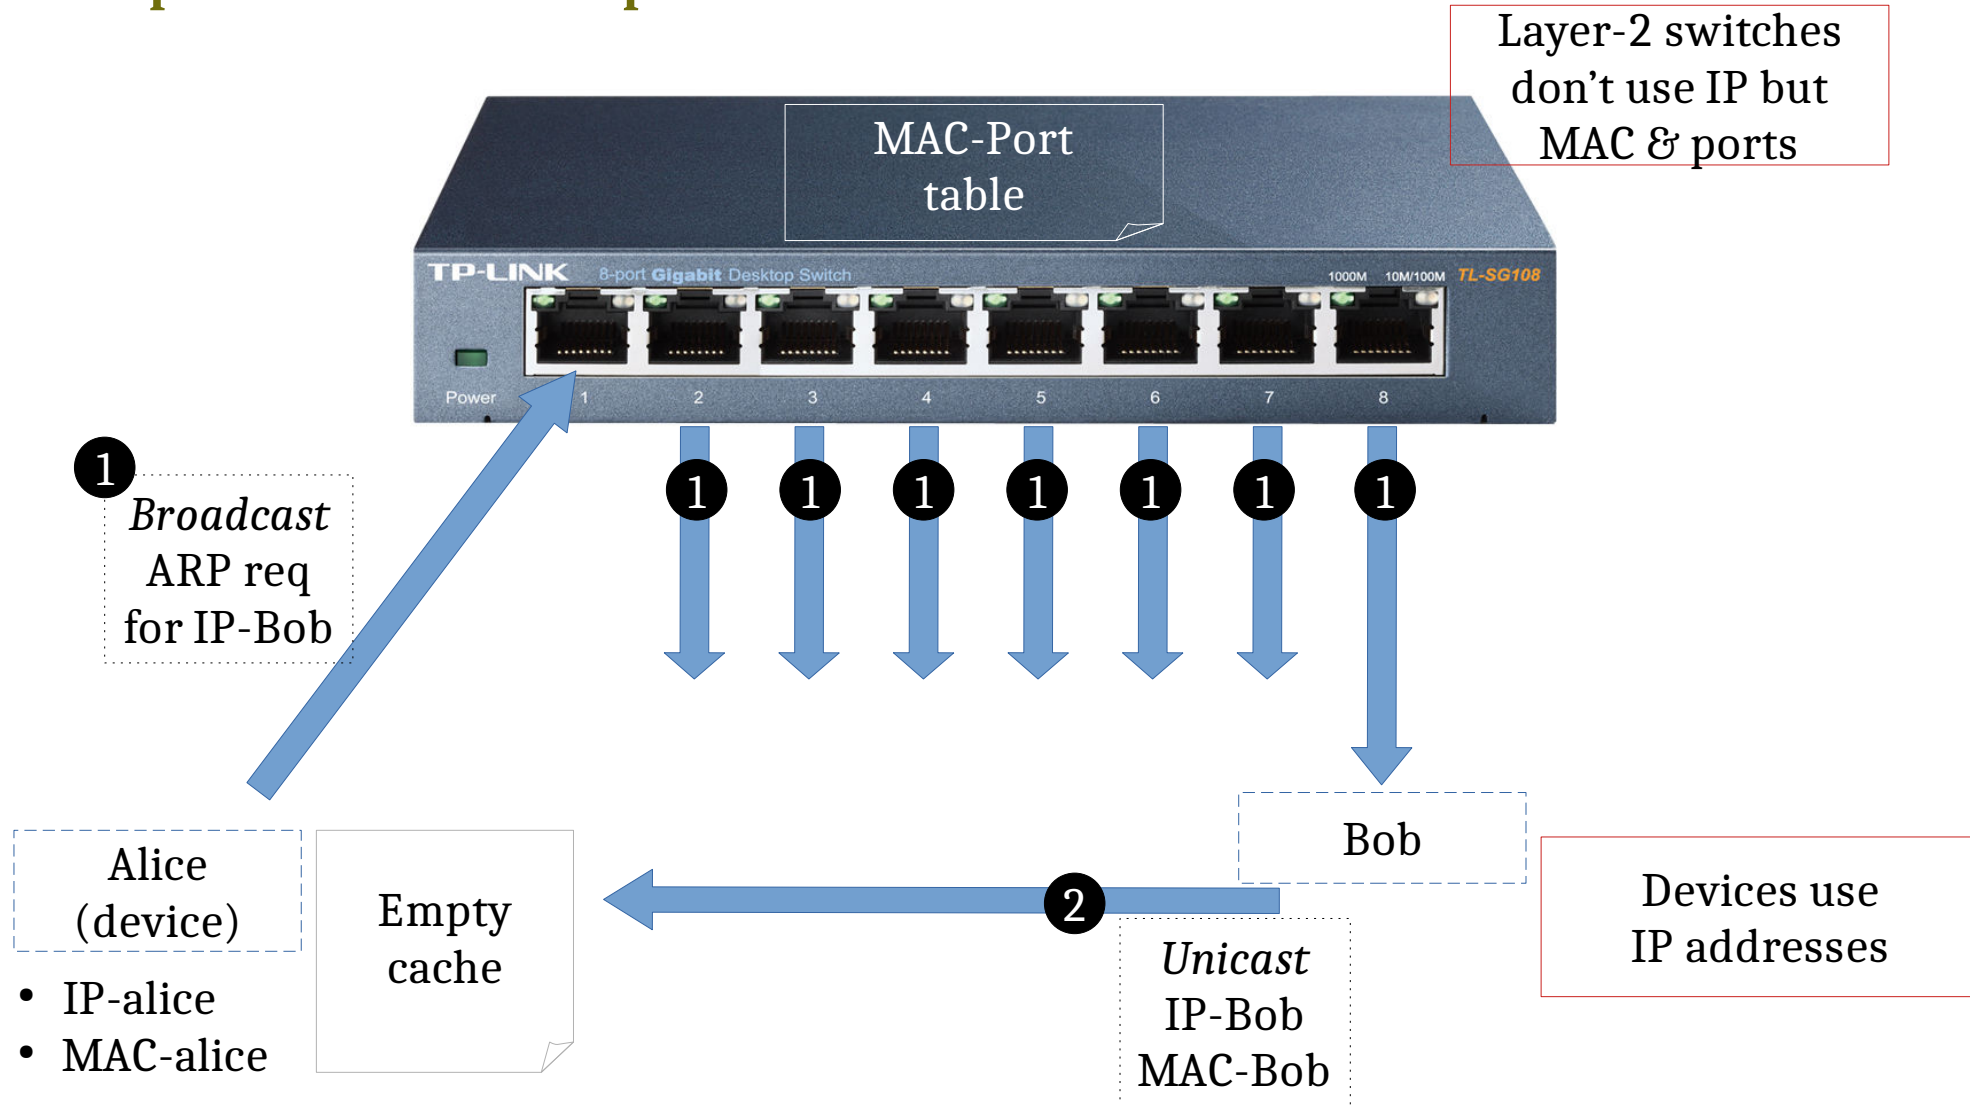 Layer-2 switches
don’t use IP but
MAC & ports
MAC-Port
table
TP-LINK 8-port Gigabit Desktop Switch 1000M 10M/100M TL-SG108
Power 1 2 3 4 5 6 7 8
1
Broadcast
ARP req
for IP-Bob
1 1 1 1 1 1 1
Alice
(device)
• IP-alice
• MAC-alice
Empty
cache
Bob
2
Unicast
IP-Bob
MAC-Bob
Devices use
IP addresses